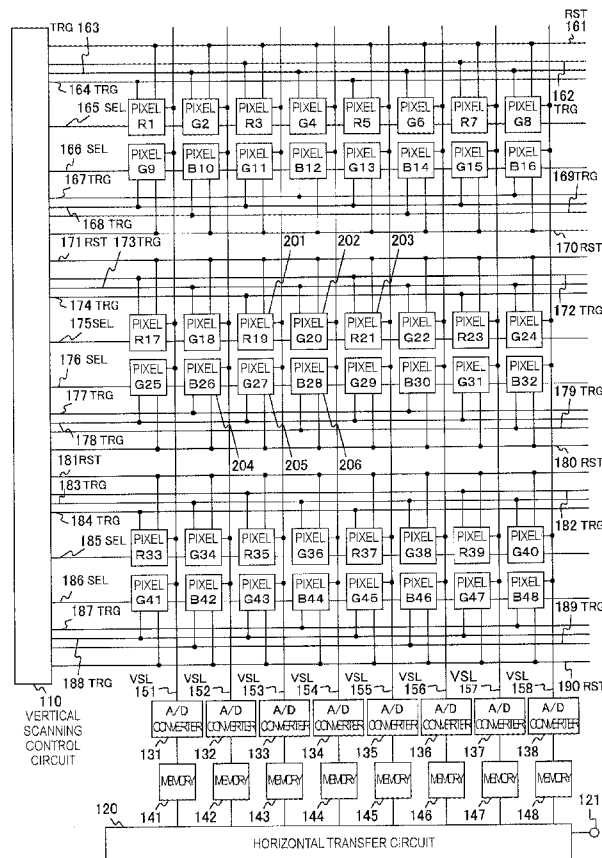 TRG 163
RST 161
164 TRG
162 TRG
165 SEL
PIXEL R1 PIXEL G2 PIXEL R3 PIXEL G4 PIXEL R5 PIXEL G6 PIXEL R7 PIXEL G8
166 SEL
PIXEL G9 PIXEL B10 PIXEL G11 PIXEL B12 PIXEL G13 PIXEL B14 PIXEL G15 PIXEL B16
167 TRG
169 TRG
168 TRG
171 RST
173 TRG
201 202 203
170 RST
174 TRG
172 TRG
175 SEL
PIXEL R17 PIXEL G18 PIXEL R19 PIXEL G20 PIXEL R21 PIXEL G22 PIXEL R23 PIXEL G24
176 SEL
PIXEL G25 PIXEL B26 PIXEL G27 PIXEL B28 PIXEL G29 PIXEL B30 PIXEL G31 PIXEL B32
177 TRG
179 TRG
178 TRG
204 205 206
180 RST
181 RST
183 TRG
184 TRG
182 TRG
185 SEL
PIXEL R33 PIXEL G34 PIXEL R35 PIXEL G36 PIXEL R37 PIXEL G38 PIXEL R39 PIXEL G40
186 SEL
PIXEL G41 PIXEL B42 PIXEL G43 PIXEL B44 PIXEL G45 PIXEL B46 PIXEL G47 PIXEL B48
187 TRG
189 TRG
188 TRG
190 RST
VSL 151 VSL 152 VSL 153 VSL 154 VSL 155 VSL 156 VSL 157 VSL 158
110
VERTICAL
SCANNING
CONTROL
CIRCUIT
A/D CONVERTER A/D CONVERTER A/D CONVERTER A/D CONVERTER A/D CONVERTER A/D CONVERTER A/D CONVERTER A/D CONVERTER
131 132 133 134 135 136 137 138
MEMORY MEMORY MEMORY MEMORY MEMORY MEMORY MEMORY MEMORY
120 141 142 143 144 145 146 147 148 121
HORIZONTAL TRANSFER CIRCUIT